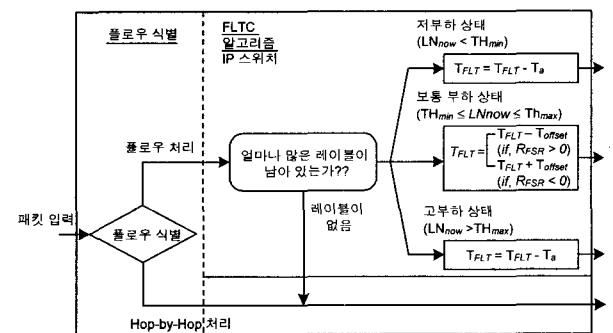 플로우 식별
FLTC
알고리즘
IP 스위치
저부하 상태
(LNnow < THmin)
TFLT = TFLT - Ta
보통 부하 상태
(THmin ≤ LNnow ≤ Thmax)
TFLT = TFLT − Toffset
(if, RFSR > 0)
TFLT + Toffset
(if, RFSR < 0)
플로우 처리
얼마나 많은 레이블이
남아 있는가??
레이블이
없음
고부하 상태
(LNnow >THmax)
TFLT = TFLT - Ta
패킷 입력
플로우 식별
Hop-by-Hop 처리